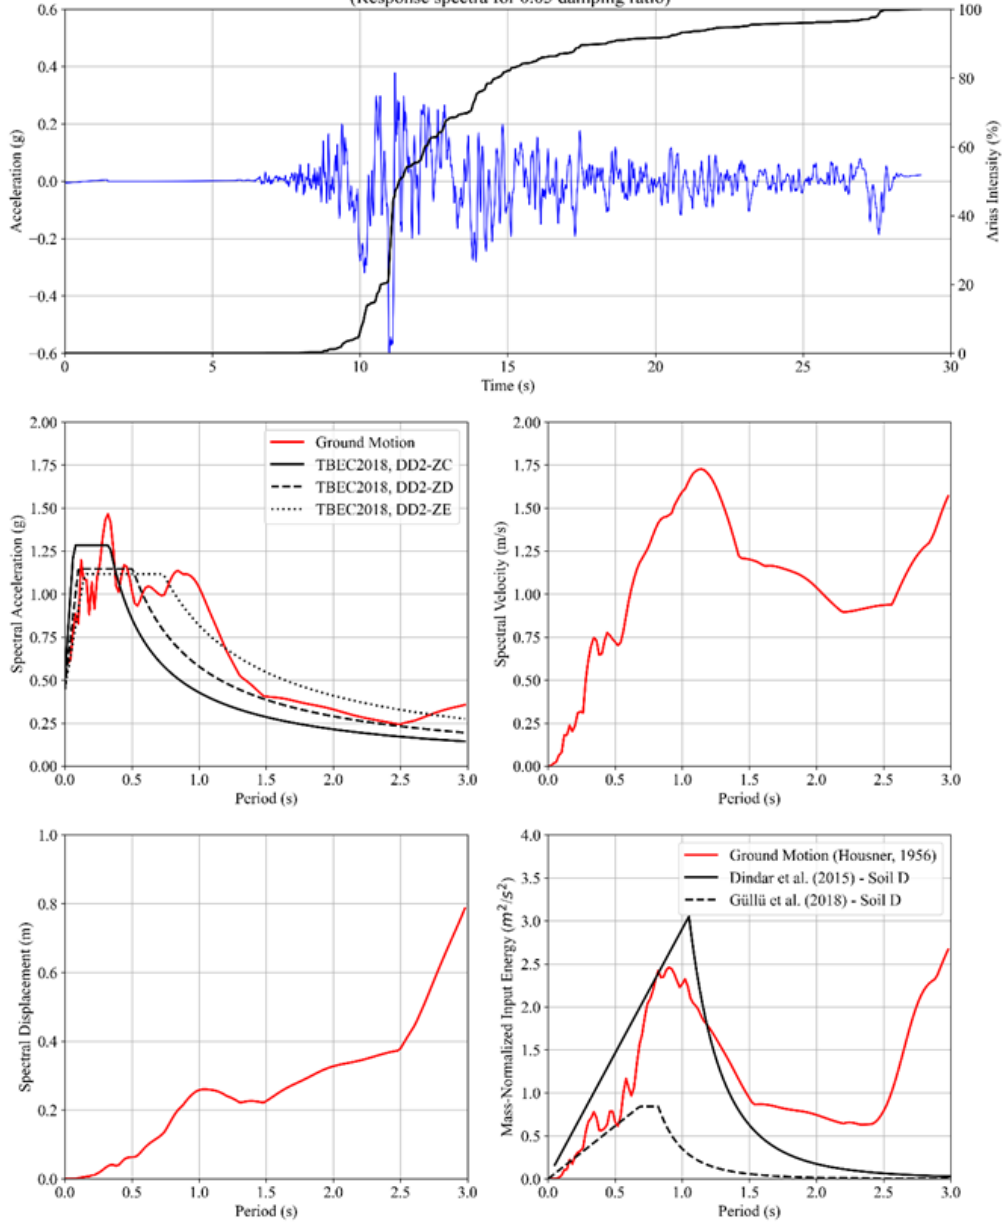 (Response spectra for 0.05 damping ratio)
0.6
0.4
0.2
0.0
−0.2
−0.4
−0.6
Acceleration (g)
100
80
60
40
20
0
Arias Intensity (%)
0 5 10 15 20 25 30
Time (s)
2.00
1.75
1.50
1.25
1.00
0.75
0.50
0.25
0.00
Spectral Acceleration (g)
Ground Motion
TBEC2018, DD2-ZC
TBEC2018, DD2-ZD
TBEC2018, DD2-ZE
0.0 0.5 1.0 1.5 2.0 2.5 3.0
Period (s)
2.00
1.75
1.50
1.25
1.00
0.75
0.50
0.25
0.00
Spectral Velocity (m/s)
0.0 0.5 1.0 1.5 2.0 2.5 3.0
Period (s)
1.0
0.8
0.6
0.4
0.2
0.0
Spectral Displacement (m)
0.0 0.5 1.0 1.5 2.0 2.5 3.0
Period (s)
4.0
3.5
3.0
2.5
2.0
1.5
1.0
0.5
0.0
Mass-Normalized Input Energy (m²/s²)
Ground Motion (Housner, 1956)
Dindar et al. (2015) - Soil D
Güllü et al. (2018) - Soil D
0.0 0.5 1.0 1.5 2.0 2.5 3.0
Period (s)